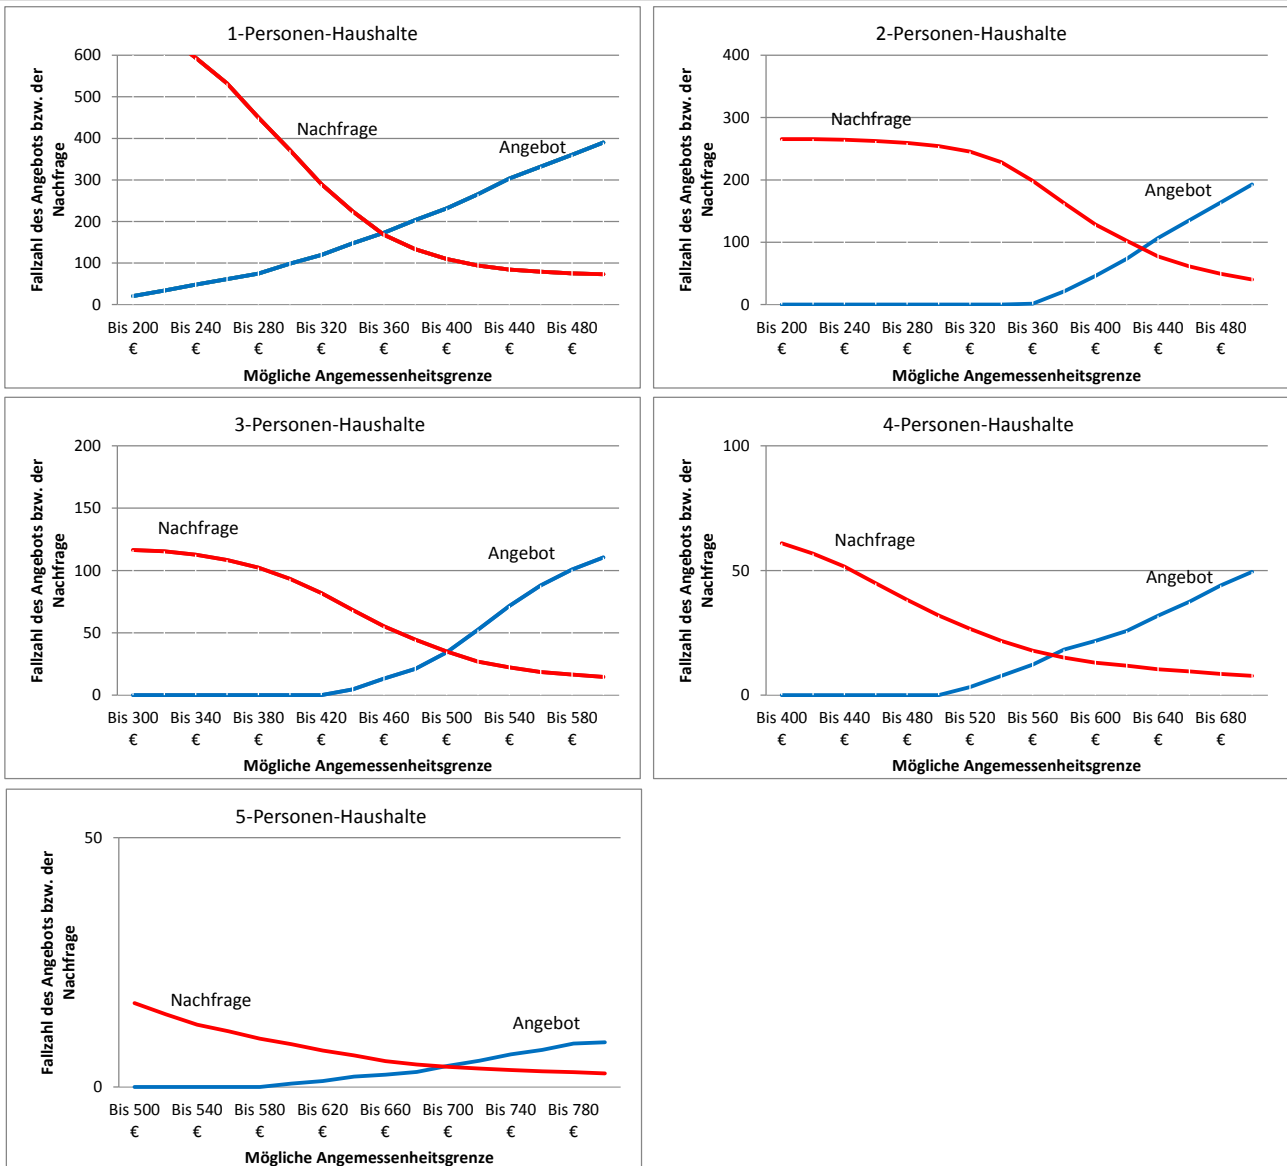 1-Personen-Haushalte
Fallzahl des Angebots bzw. der
Nachfrage
600
500
400
300
200
100
0
Nachfrage
Angebot
Bis 200 €
Bis 240 €
Bis 280 €
Bis 320 €
Bis 360 €
Bis 400 €
Bis 440 €
Bis 480 €
Mögliche Angemessenheitsgrenze
2-Personen-Haushalte
Fallzahl des Angebots bzw. der
Nachfrage
400
300
200
100
0
Nachfrage
Angebot
Bis 200 €
Bis 240 €
Bis 280 €
Bis 320 €
Bis 360 €
Bis 400 €
Bis 440 €
Bis 480 €
Mögliche Angemessenheitsgrenze
3-Personen-Haushalte
Fallzahl des Angebots bzw. der
Nachfrage
200
150
100
50
0
Nachfrage
Angebot
Bis 300 €
Bis 340 €
Bis 380 €
Bis 420 €
Bis 460 €
Bis 500 €
Bis 540 €
Bis 580 €
Mögliche Angemessenheitsgrenze
4-Personen-Haushalte
Fallzahl des Angebots bzw. der
Nachfrage
100
50
0
Nachfrage
Angebot
Bis 400 €
Bis 440 €
Bis 480 €
Bis 520 €
Bis 560 €
Bis 600 €
Bis 640 €
Bis 680 €
Mögliche Angemessenheitsgrenze
5-Personen-Haushalte
Fallzahl des Angebots bzw. der
Nachfrage
50
0
Nachfrage
Angebot
Bis 500 €
Bis 540 €
Bis 580 €
Bis 620 €
Bis 660 €
Bis 700 €
Bis 740 €
Bis 780 €
Mögliche Angemessenheitsgrenze